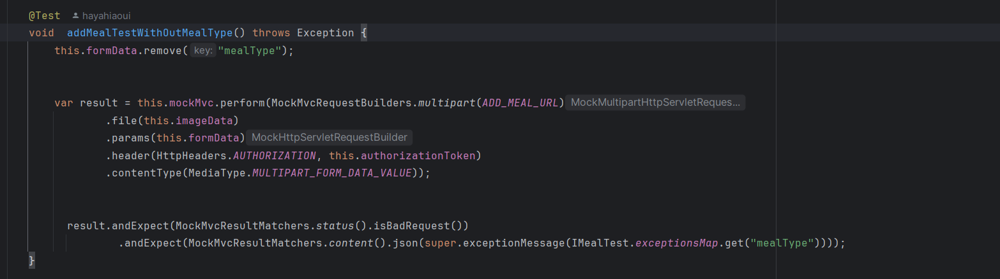 @Test hayahiaoui
void  addMealTestWithOutMealType() throws Exception {
this.formData.remove( key: "mealType");
var result = this.mockMvc.perform(MockMvcRequestBuilders.multipart(ADD_MEAL_URL) MockMultipartHttpServletReques…
.file(this.imageData)
.params(this.formData) MockHttpServletRequestBuilder
.header(HttpHeaders.AUTHORIZATION, this.authorizationToken)
.contentType(MediaType.MULTIPART_FORM_DATA_VALUE));
result.andExpect(MockMvcResultMatchers.status().isBadRequest())
.andExpect(MockMvcResultMatchers.content().json(super.exceptionMessage(IMealTest.exceptionsMap.get("mealType"))));
}